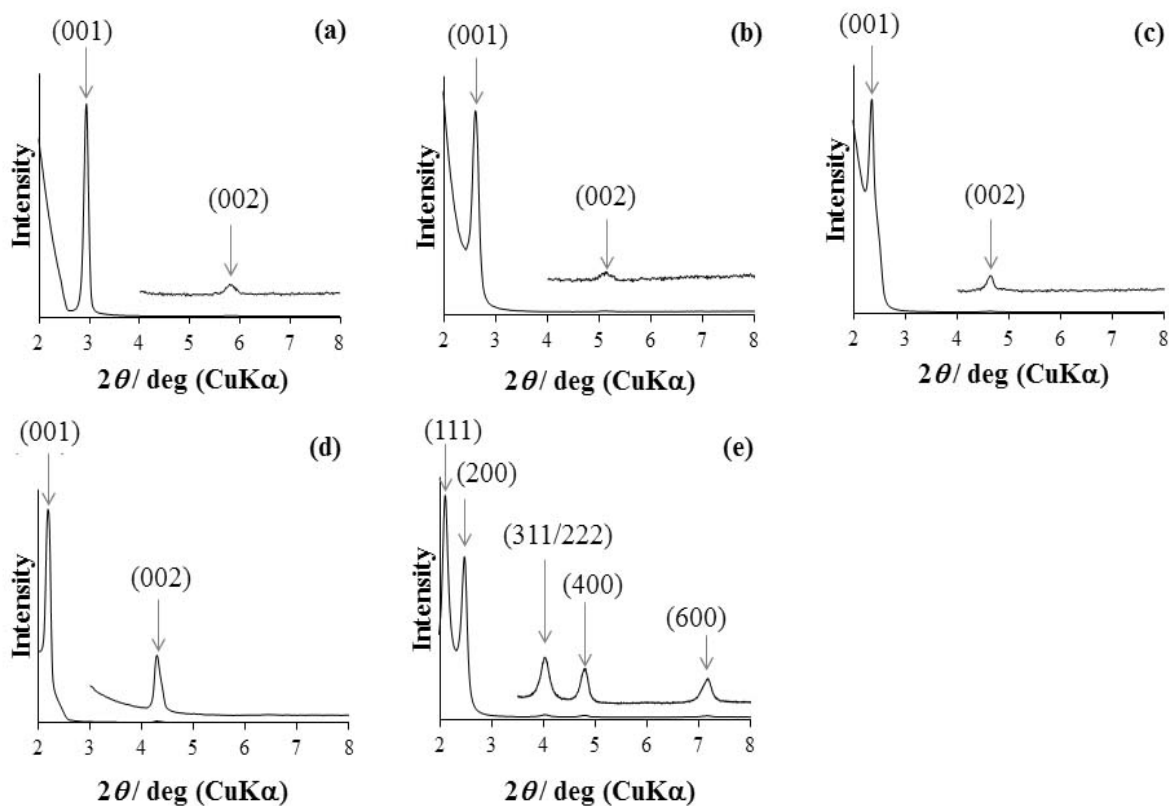 (001)
(a)
(002)
Intensity
2 3 4 5 6 7 8
2θ / deg (CuKα)
(001)
(b)
(002)
Intensity
2 3 4 5 6 7 8
2θ / deg (CuKα)
(001)
(c)
(002)
Intensity
2 3 4 5 6 7 8
2θ / deg (CuKα)
(001)
(d)
(002)
Intensity
2 3 4 5 6 7 8
2θ / deg (CuKα)
(111)
(e)
(200)
(311/222)
(400)
(600)
Intensity
2 3 4 5 6 7 8
2θ / deg (CuKα)